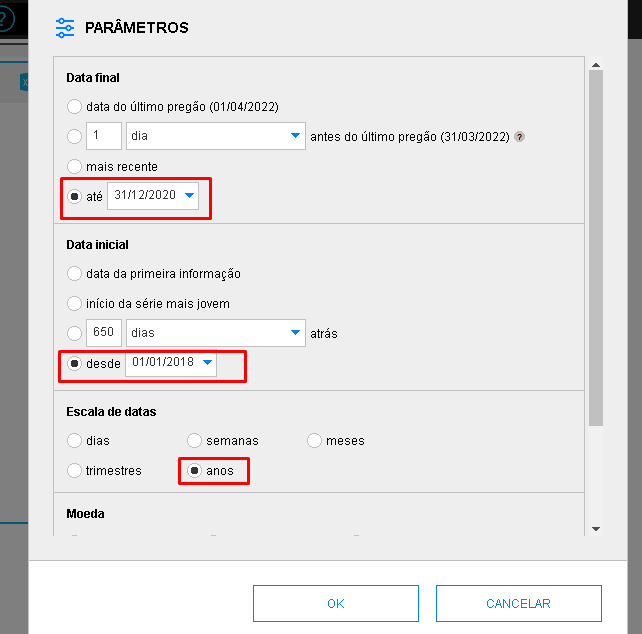 PARÂMETROS
Data final
data do último pregão (01/04/2022)
1 dia antes do último pregão (31/03/2022) ?
mais recente
até 31/12/2020
Data inicial
data da primeira informação
início da série mais jovem
650 dias atrás
desde 01/01/2018
Escala de datas
dias semanas meses
trimestres anos
Moeda
OK CANCELAR